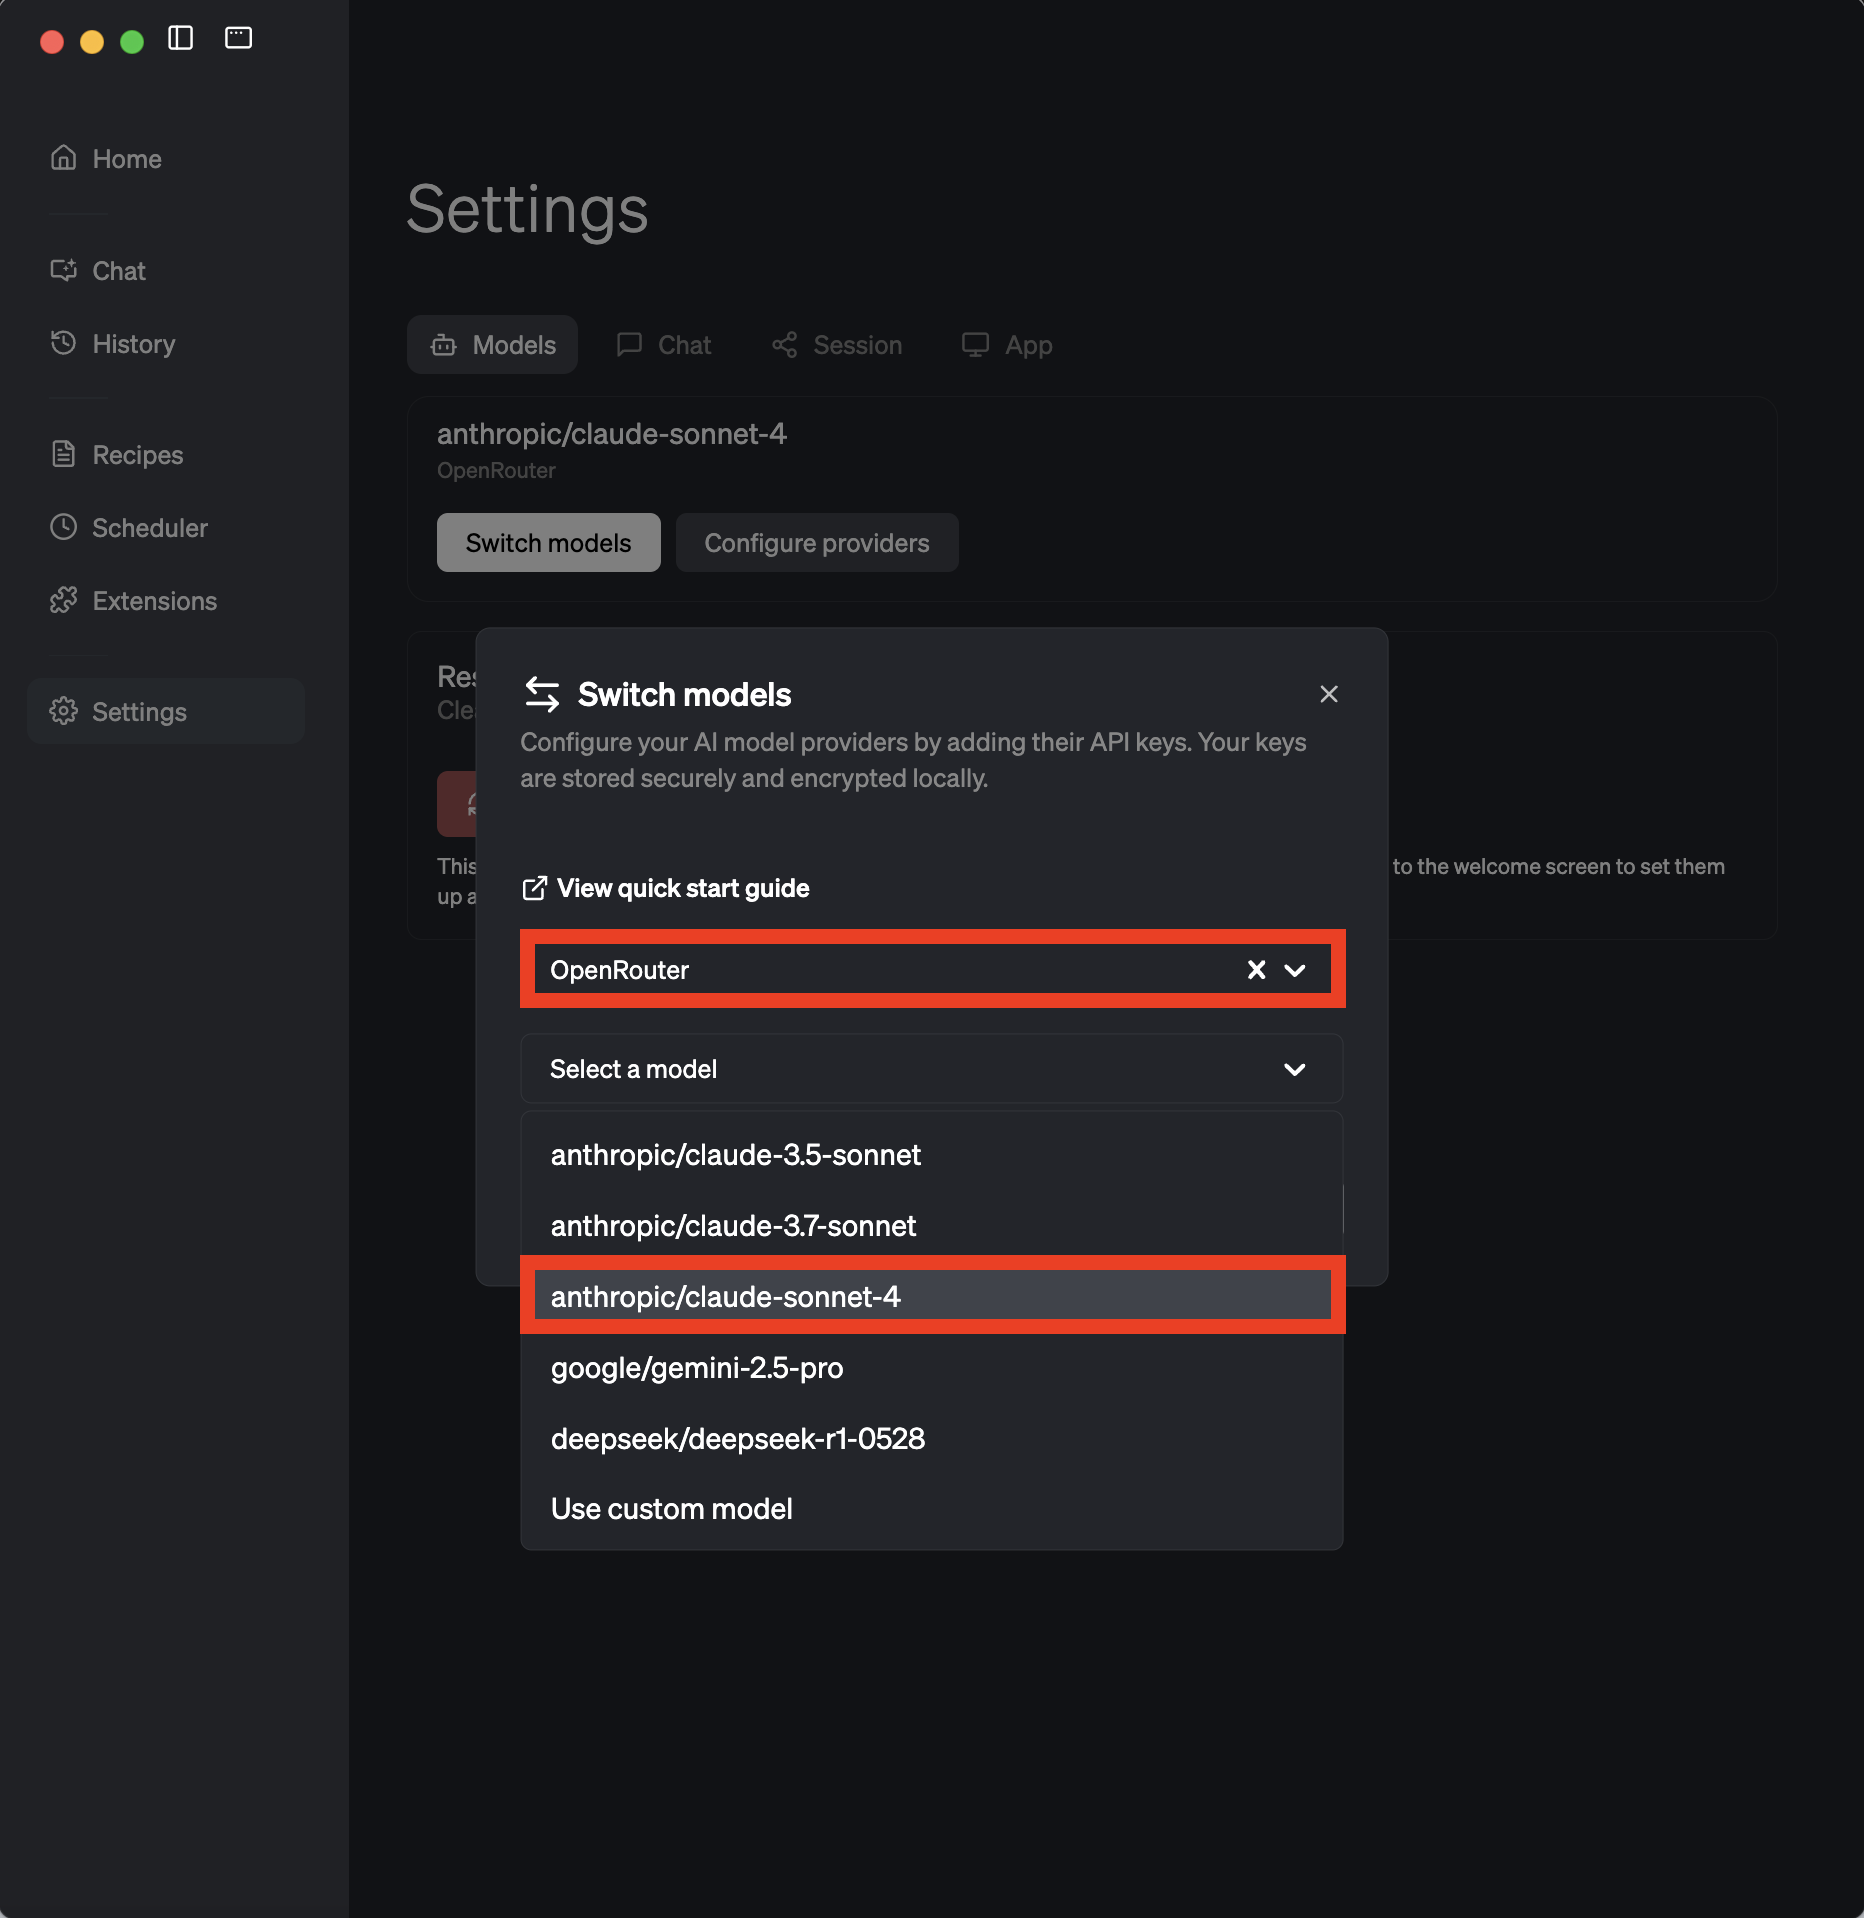 Home
Chat
History
Recipes
Scheduler
Extensions
Settings
Settings
Models
Chat
Session
App
anthropic/claude-sonnet-4
OpenRouter
Switch models
Configure providers
Switch models
Configure your AI model providers by adding their API keys. Your keys
are stored securely and encrypted locally.
This
to the welcome screen to set them
up
View quick start guide
OpenRouter
Select a model
anthropic/claude-3.5-sonnet
anthropic/claude-3.7-sonnet
anthropic/claude-sonnet-4
google/gemini-2.5-pro
deepseek/deepseek-r1-0528
Use custom model